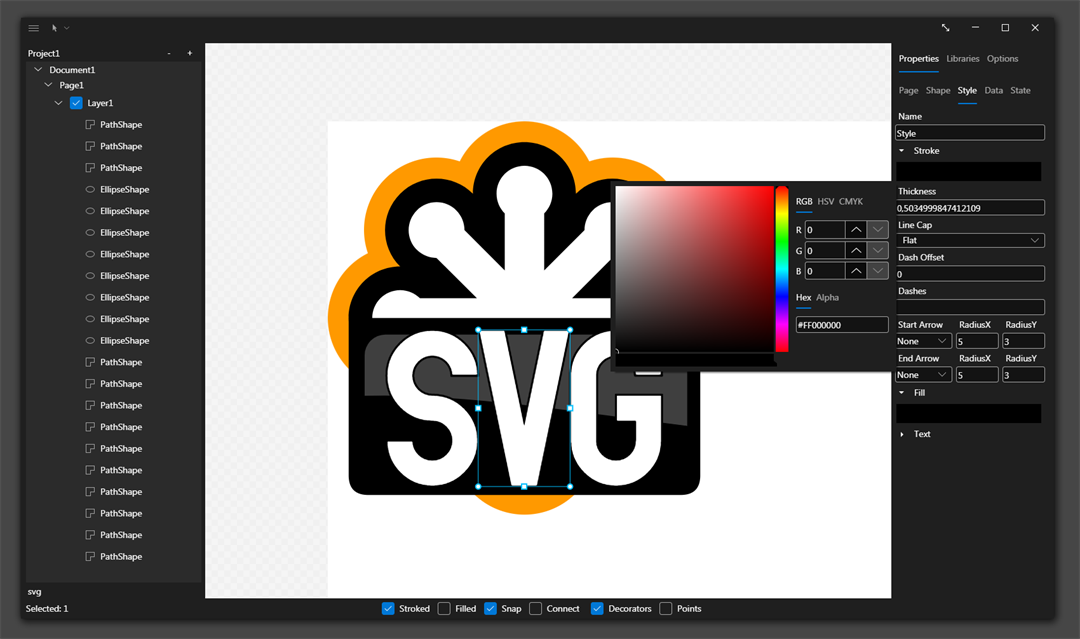 Project1 - +
Document1
Page1
Layer1
PathShape
PathShape
PathShape
EllipseShape
EllipseShape
EllipseShape
EllipseShape
EllipseShape
EllipseShape
EllipseShape
EllipseShape
PathShape
PathShape
PathShape
PathShape
PathShape
PathShape
PathShape
PathShape
PathShape
PathShape
svg
Selected: 1
SVG
Stroked Filled Snap Connect Decorators Points
RGB HSV CMYK
R 0
G 0
B 0
Hex Alpha
#FF000000
Properties Libraries Options
Page Shape Style Data State
Name
Style
Stroke
Thickness
0,5034999847412109
Line Cap
Flat
Dash Offset
0
Dashes
Start Arrow RadiusX RadiusY
None 5 3
End Arrow RadiusX RadiusY
None 5 3
Fill
Text